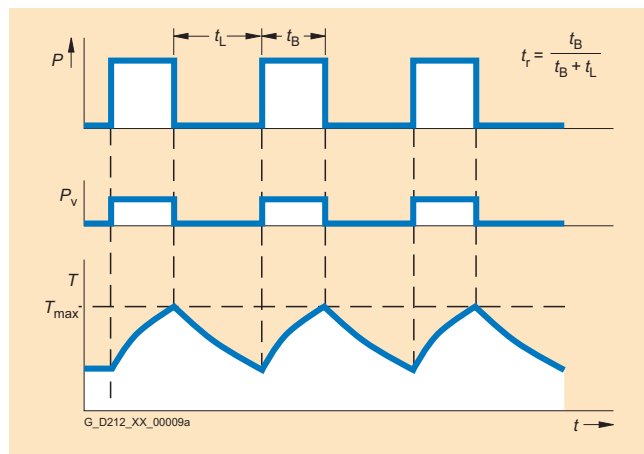 t_L t_B
P
t_r = t_B / (t_B + t_L)
P_v
T
T_max
G_D212_XX_00009a
t